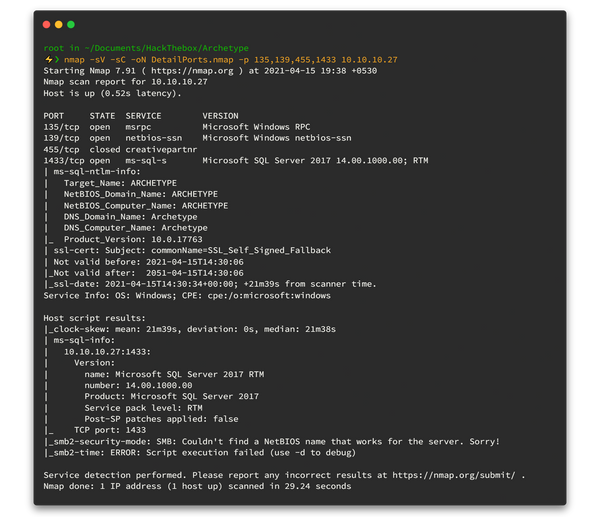 root in ~/Documents/HackThebox/Archetype
⚡❯ nmap -sV -sC -oN DetailPorts.nmap -p 135,139,455,1433 10.10.10.27
Starting Nmap 7.91 ( https://nmap.org ) at 2021-04-15 19:38 +0530
Nmap scan report for 10.10.10.27
Host is up (0.52s latency).

PORT     STATE  SERVICE        VERSION
135/tcp  open   msrpc          Microsoft Windows RPC
139/tcp  open   netbios-ssn    Microsoft Windows netbios-ssn
455/tcp  closed creativepartnr
1433/tcp open   ms-sql-s       Microsoft SQL Server 2017 14.00.1000.00; RTM
| ms-sql-ntlm-info:
|   Target_Name: ARCHETYPE
|   NetBIOS_Domain_Name: ARCHETYPE
|   NetBIOS_Computer_Name: ARCHETYPE
|   DNS_Domain_Name: Archetype
|   DNS_Computer_Name: Archetype
|_  Product_Version: 10.0.17763
| ssl-cert: Subject: commonName=SSL_Self_Signed_Fallback
| Not valid before: 2021-04-15T14:30:06
|_Not valid after:  2051-04-15T14:30:06
|_ssl-date: 2021-04-15T14:30:34+00:00; +21m39s from scanner time.
Service Info: OS: Windows; CPE: cpe:/o:microsoft:windows

Host script results:
|_clock-skew: mean: 21m39s, deviation: 0s, median: 21m38s
| ms-sql-info:
|   10.10.10.27:1433:
|     Version:
|       name: Microsoft SQL Server 2017 RTM
|       number: 14.00.1000.00
|       Product: Microsoft SQL Server 2017
|       Service pack level: RTM
|       Post-SP patches applied: false
|_    TCP port: 1433
|_smb2-security-mode: SMB: Couldn't find a NetBIOS name that works for the server. Sorry!
|_smb2-time: ERROR: Script execution failed (use -d to debug)

Service detection performed. Please report any incorrect results at https://nmap.org/submit/ .
Nmap done: 1 IP address (1 host up) scanned in 29.24 seconds